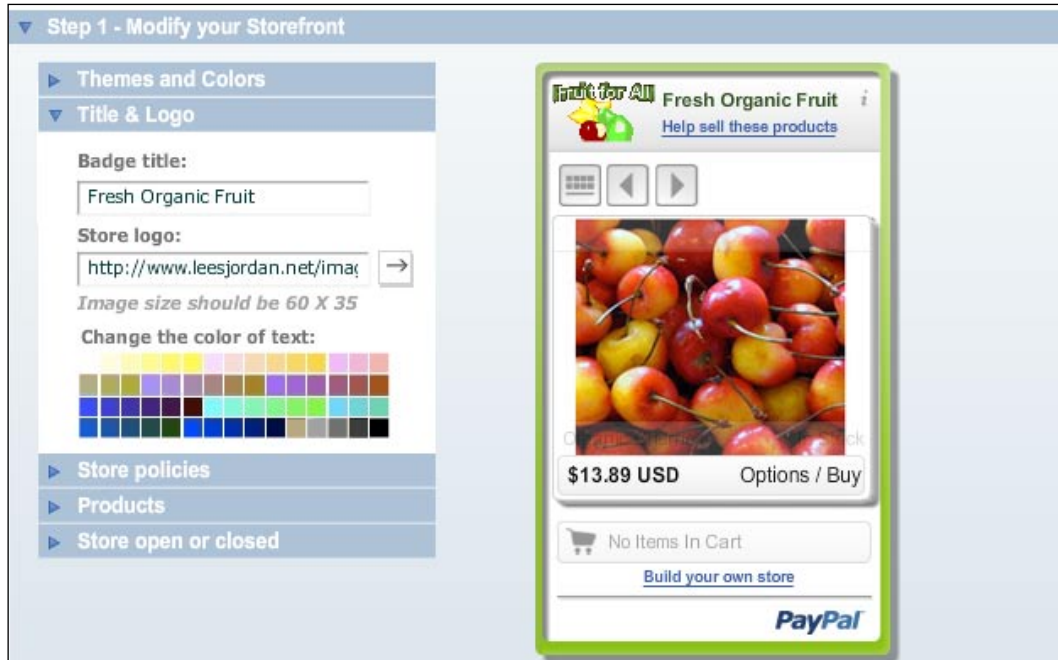 Step 1 - Modify your Storefront
Themes and Colors
Title & Logo
Badge title:
Fresh Organic Fruit
Store logo:
http://www.leesjordan.net/imag
Image size should be 60 X 35
Change the color of text:
Store policies
Products
Store open or closed
Fruit for All
Fresh Organic Fruit
i
Help sell these products
$13.89 USD
Options / Buy
No Items In Cart
Build your own store
PayPal